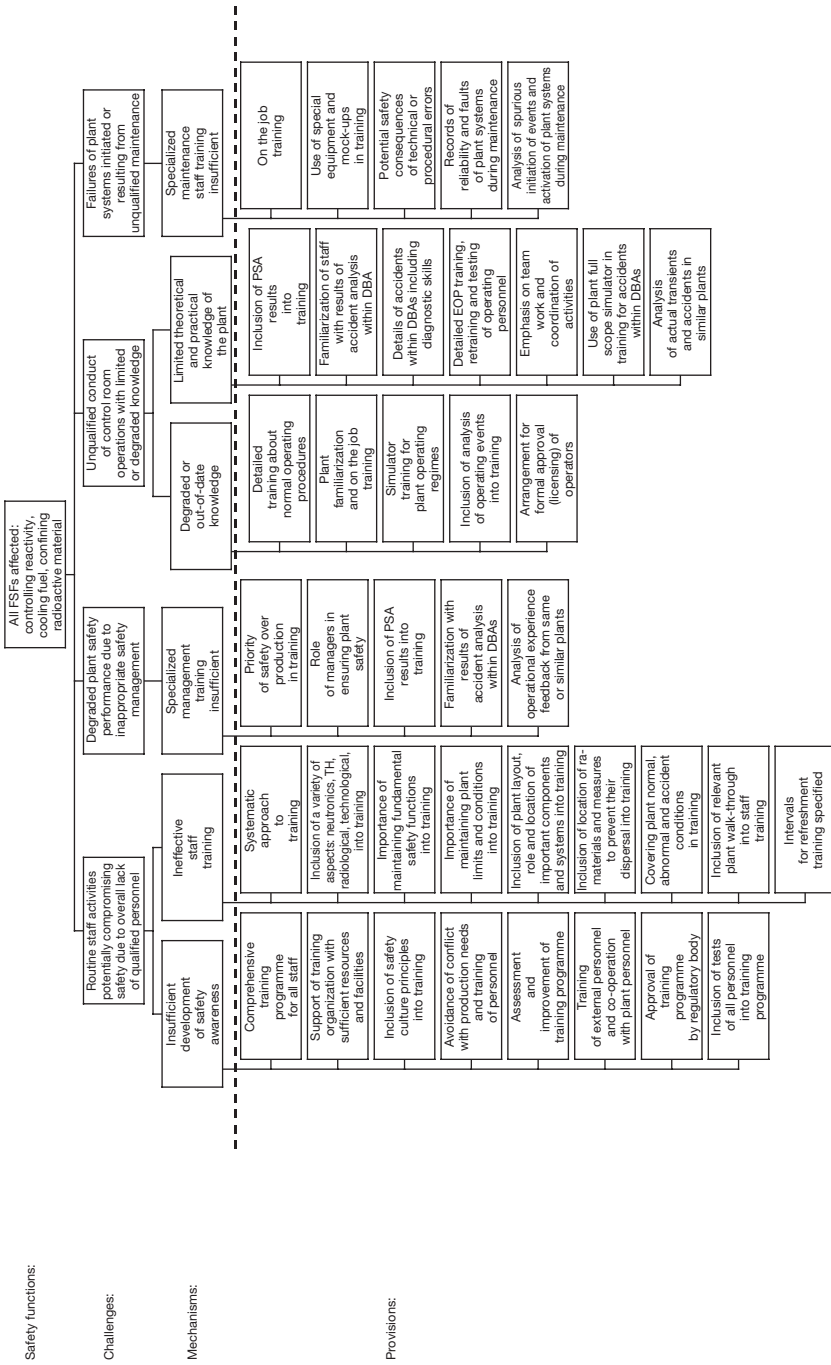 Safety functions:
All FSFs affected:
controlling reactivity,
cooling fuel, confining
radioactive material
Challenges:
Routine staff activities
potentially compromising
safety due to overall lack
of qualified personnel
Degraded plant safety
performance due to
inappropriate safety
management
Unqualified conduct
of control room
operations with limited
or degraded knowledge
Failures of plant
systems initiated or
resulting from
unqualified maintenance
Mechanisms:
Insufficient
development
of safety
awareness
Ineffective
staff
training
Specialized
management
training
insufficient
Degraded or
out-of-date
knowledge
Limited theoretical
and practical
knowledge of
the plant
Specialized
maintenance
staff training
insufficient
Provisions:
Comprehensive
training
programme
for all staff
Support of training
organization with
sufficient resources
and facilities
Inclusion of safety
culture principles
into training
Avoidance of conflict
with production needs
and training
of personnel
Assessment
and
improvement of
training programme
Training
of external personnel
and co-operation
with plant personnel
Approval of
training
programme
by regulatory body
Inclusion of tests
of all personnel
into training
programme
Systematic
approach
to
training
Inclusion of a variety of
aspects: neutronics, TH,
radiological, technological,
into training
Importance of
maintaining fundamental
safety functions
into training
Importance of
maintaining plant
limits and conditions
into training
Inclusion of plant layout,
role and location of
important components
and systems into training
Inclusion of location of ra-
materials and measures
to prevent their
dispersal into training
Covering plant normal,
abnormal and accident
conditions
in training
Inclusion of relevant
plant walk-through
into staff
training
Intervals
for refreshment
training specified
Priority
of safety over
production
in training
Role
of managers in
ensuring plant
safety
Inclusion of PSA
results into
training
Familiarization with
results of
accident analysis
within DBAs
Analysis of
operational experience
feedback from same
or similar plants
Detailed
training about
normal operating
procedures
Plant
familiarization
and on the job
training
Simulator
training for
plant operating
regimes
Inclusion of analysis
of operating events
into training
Arrangement for
formal approval
(licensing) of
operators
Inclusion of PSA
results
into
training
Familiarization of staff
with results of
accident analysis
within DBA
Details of accidents
within DBAs including
diagnostic skills
Detailed EOP training,
retraining and testing
of operating
personnel
Emphasis on team
work and
coordination of
activities
Use of plant full
scope simulator in
training for accidents
within DBAs
Analysis
of actual transients
and accidents in
similar plants
On the job
training
Use of special
equipment and
mock-ups
in training
Potential safety
consequences
of technical or
procedural errors
Records of
reliability and faults
of plant systems
during maintenance
Analysis of spurious
initiation of events and
activation of plant systems
during maintenance